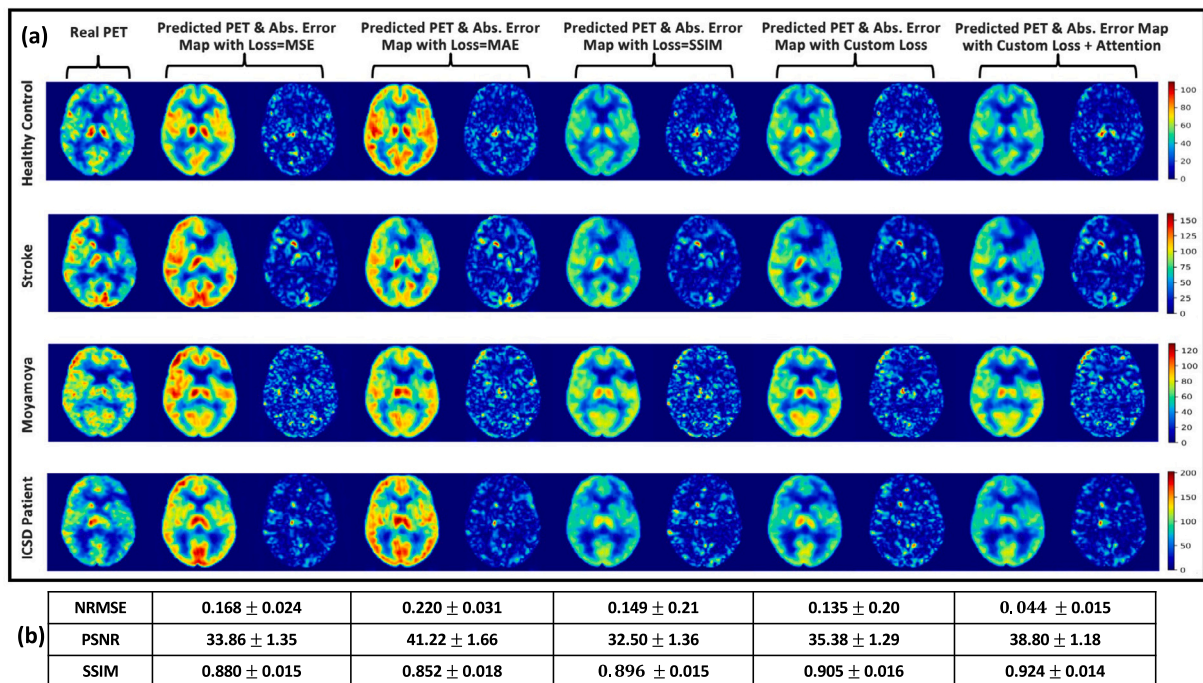 (a)
Real PET
Predicted PET & Abs. Error
Map with Loss=MSE
Predicted PET & Abs. Error
Map with Loss=MAE
Predicted PET & Abs. Error
Map with Loss=SSIM
Predicted PET & Abs. Error
Map with Custom Loss
Predicted PET & Abs. Error Map
with Custom Loss + Attention
Healthy Control
100
80
60
40
20
0
Stroke
150
125
100
75
50
25
0
Moyamoya
125
100
75
50
25
0
ICSD Patient
200
150
100
50
0
(b)
NRMSE 0.168 ± 0.024 0.220 ± 0.031 0.149 ± 0.21 0.135 ± 0.20 0.044 ± 0.015
PSNR 33.86 ± 1.35 41.22 ± 1.66 32.50 ± 1.36 35.38 ± 1.29 38.80 ± 1.18
SSIM 0.880 ± 0.015 0.852 ± 0.018 0.896 ± 0.015 0.905 ± 0.016 0.924 ± 0.014